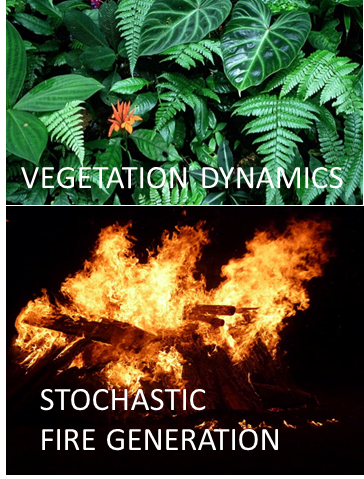 VEGETATION DYNAMICS
STOCHASTIC
FIRE GENERATION